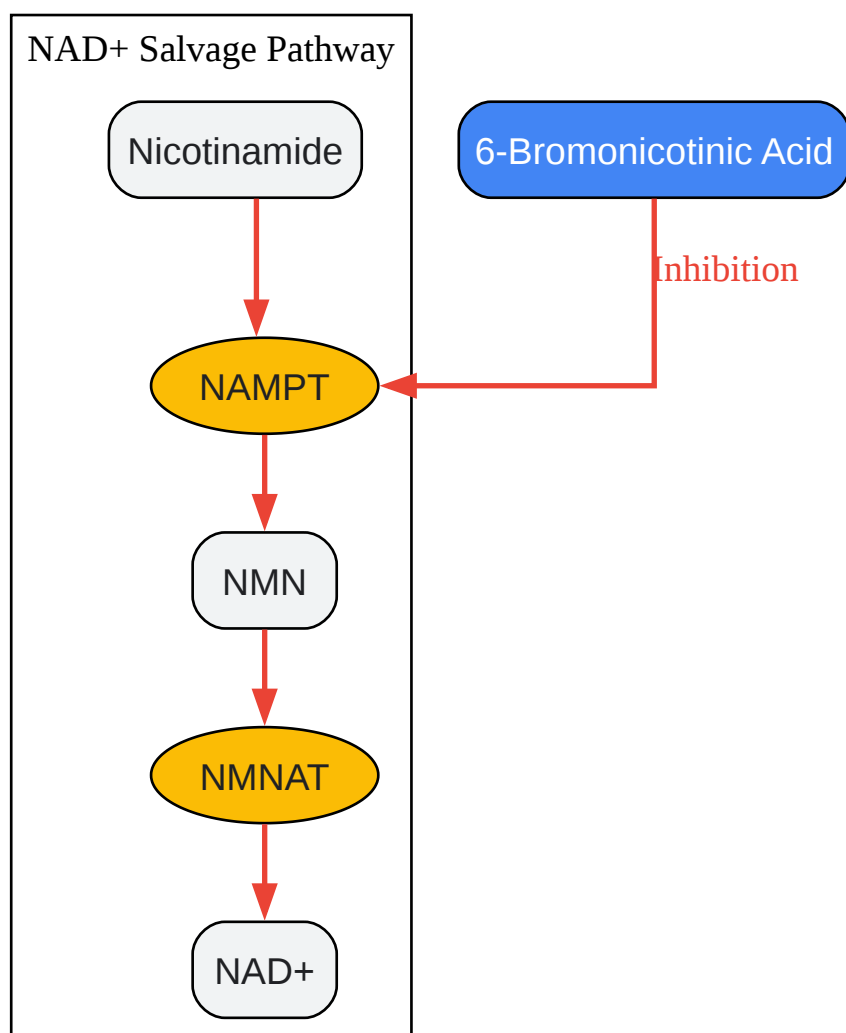 NAD+ Salvage Pathway
Nicotinamide
6-Bromonicotinic Acid
Inhibition
NAMPT
NMN
NMNAT
NAD+